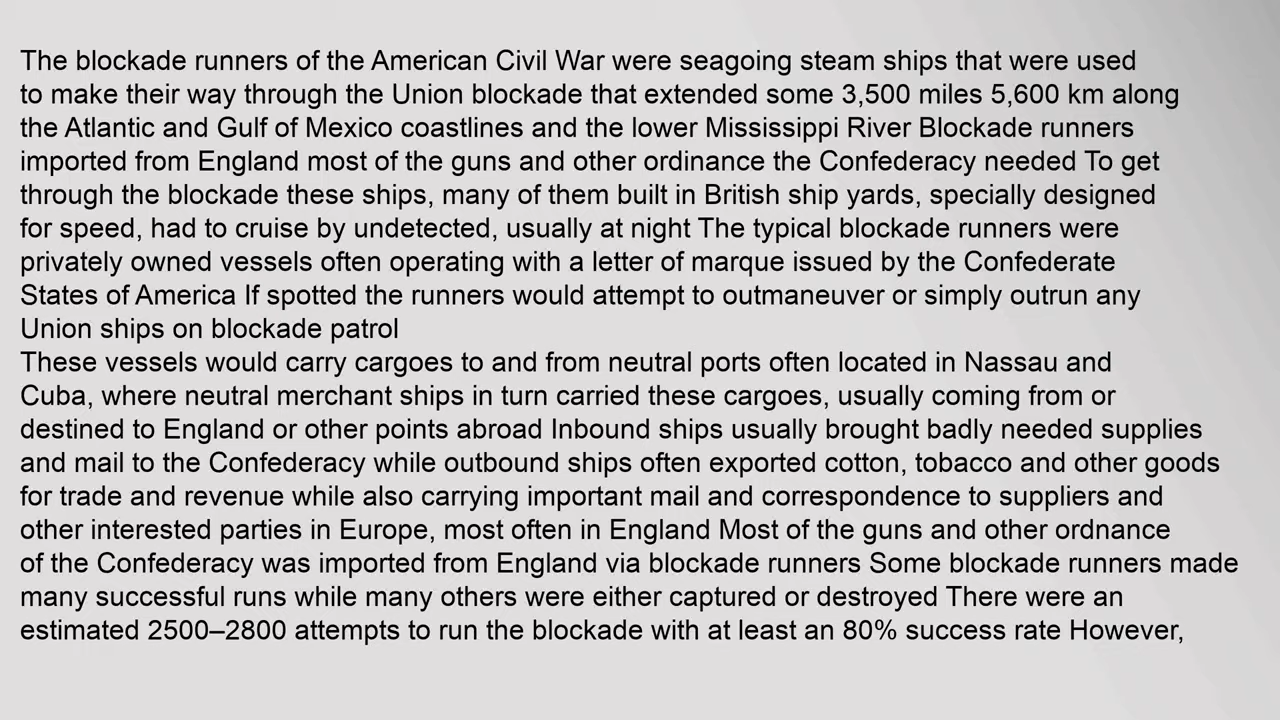 The blockade runners of the American Civil War were seagoing steam ships that were used
to make their way through the Union blockade that extended some 3,500 miles 5,600 km along
the Atlantic and Gulf of Mexico coastlines and the lower Mississippi River Blockade runners
imported from England most of the guns and other ordinance the Confederacy needed To get
through the blockade these ships, many of them built in British ship yards, specially designed
for speed, had to cruise by undetected, usually at night The typical blockade runners were
privately owned vessels often operating with a letter of marque issued by the Confederate
States of America If spotted the runners would attempt to outmaneuver or simply outrun any
Union ships on blockade patrol
These vessels would carry cargoes to and from neutral ports often located in Nassau and
Cuba, where neutral merchant ships in turn carried these cargoes, usually coming from or
destined to England or other points abroad Inbound ships usually brought badly needed supplies
and mail to the Confederacy while outbound ships often exported cotton, tobacco and other goods
for trade and revenue while also carrying important mail and correspondence to suppliers and
other interested parties in Europe, most often in England Most of the guns and other ordnance
of the Confederacy was imported from England via blockade runners Some blockade runners made
many successful runs while many others were either captured or destroyed There were an
estimated 2500–2800 attempts to run the blockade with at least an 80% success rate However,